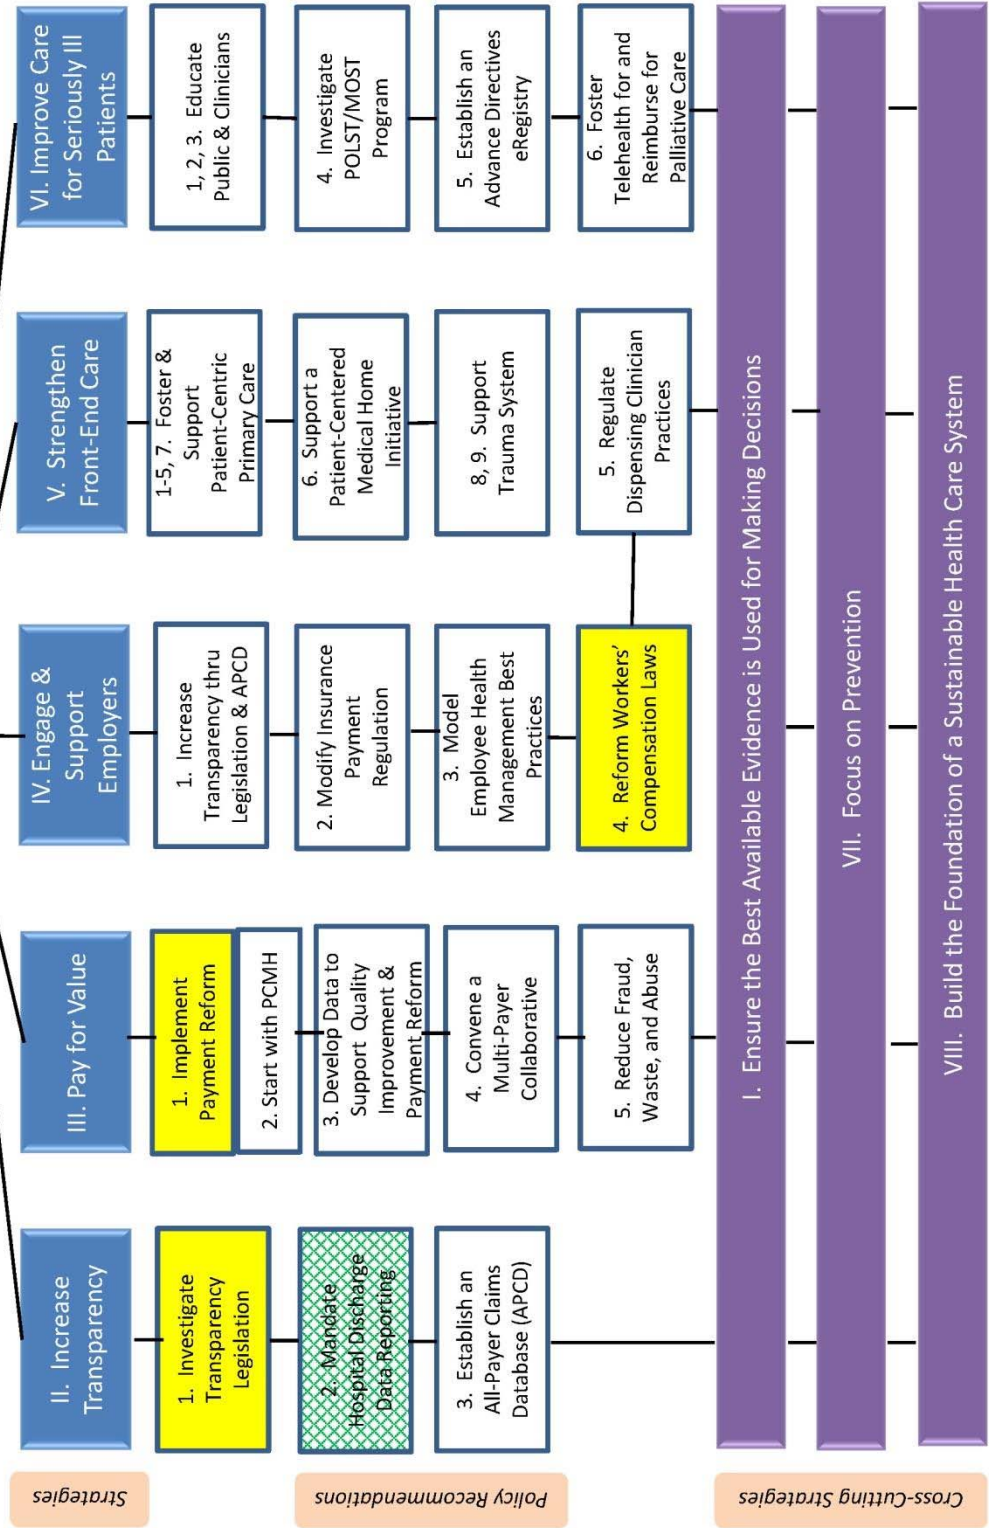 Strategies
II. Increase
Transparency
III. Pay for Value
IV. Engage &
Support
Employers
V. Strengthen
Front-End Care
VI. Improve Care
for Seriously Ill
Patients
Policy Recommendations
1. Investigate
Transparency
Legislation
2. Mandate
Hospital Discharge
Data Reporting
3. Establish an
All-Payer Claims
Database (APCD)
1. Implement
Payment Reform
2. Start with PCMH
3. Develop Data to
Support Quality
Improvement &
Payment Reform
4. Convene a
Multi-Payer
Collaborative
5. Reduce Fraud,
Waste, and Abuse
1. Increase
Transparency thru
Legislation & APCD
2. Modify Insurance
Payment
Regulation
3. Model
Employee Health
Management Best
Practices
4. Reform Workers’
Compensation Laws
1-5, 7. Foster &
Support
Patient-Centric
Primary Care
6. Support a
Patient-Centered
Medical Home
Initiative
8, 9. Support
Trauma System
5. Regulate
Dispensing Clinician
Practices
1, 2, 3. Educate
Public & Clinicians
4. Investigate
POLST/MOST
Program
5. Establish an
Advance Directives
eRegistry
6. Foster
Telehealth for and
Reimburse for
Palliative Care
Cross-Cutting Strategies
I. Ensure the Best Available Evidence is Used for Making Decisions
VII. Focus on Prevention
VIII. Build the Foundation of a Sustainable Health Care System